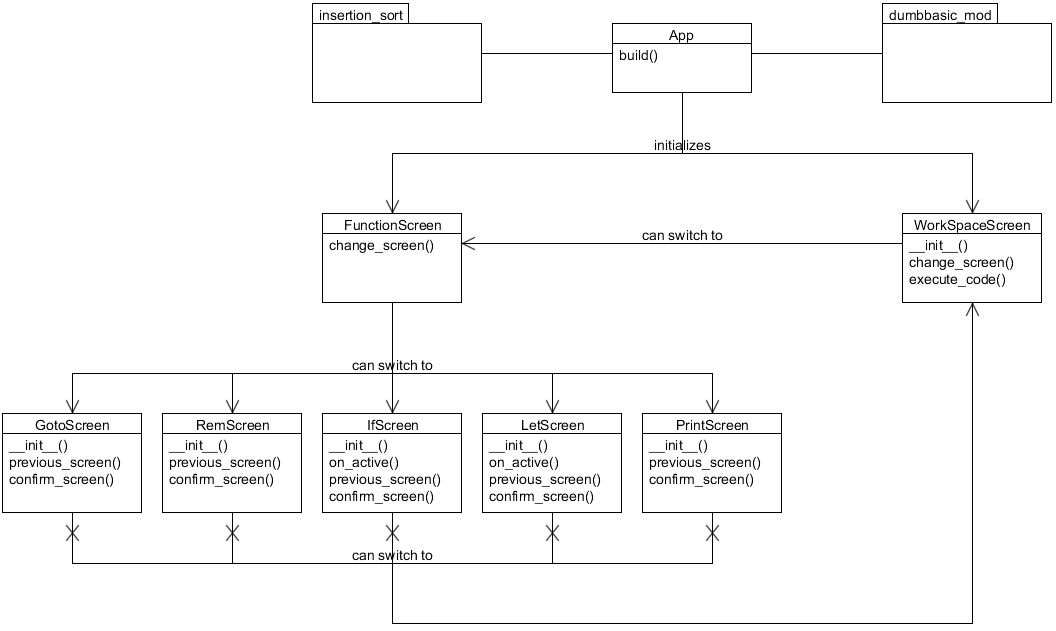 insertion_sort
App
build()
dumbbasic_mod
initializes
FunctionScreen
change_screen()
can switch to
WorkSpaceScreen
__init__()
change_screen()
execute_code()
can switch to
GotoScreen
__init__()
previous_screen()
confirm_screen()
RemScreen
__init__()
previous_screen()
confirm_screen()
IfScreen
__init__()
on_active()
previous_screen()
confirm_screen()
LetScreen
__init__()
on_active()
previous_screen()
confirm_screen()
PrintScreen
__init__()
previous_screen()
confirm_screen()
can switch to